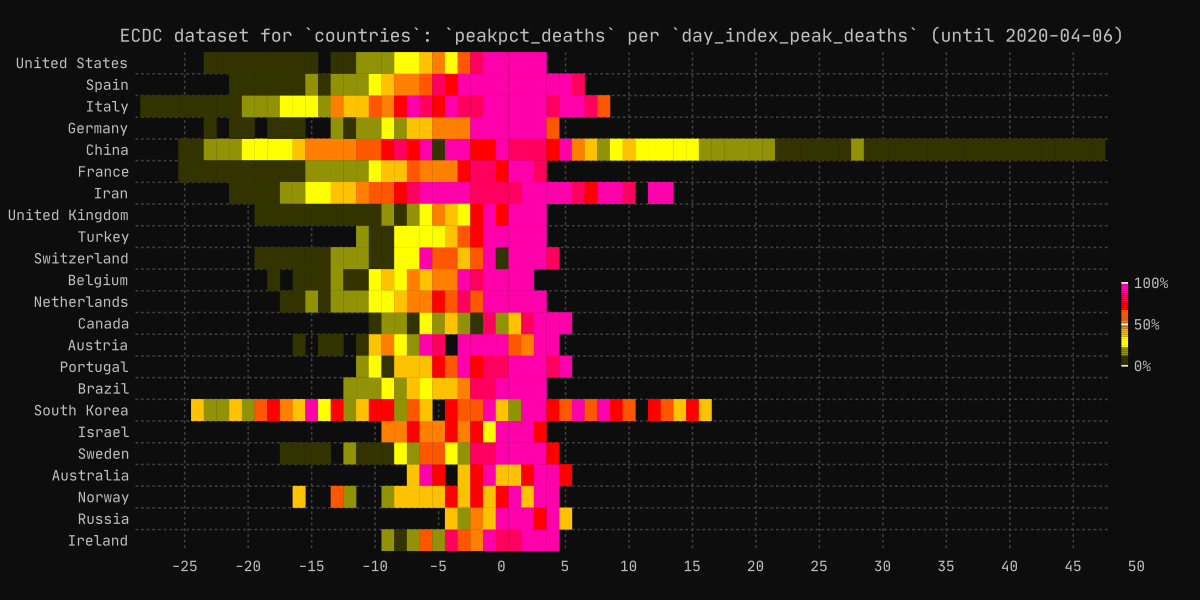 ECDC dataset for `countries`: `peakpct_deaths` per `day_index_peak_deaths` (until 2020-04-06)
United States
Spain
Italy
Germany
China
France
Iran
United Kingdom
Turkey
Switzerland
Belgium
Netherlands
Canada
Austria
Portugal
Brazil
South Korea
Israel
Sweden
Australia
Norway
Russia
Ireland
100%
50%
0%
-25 -20 -15 -10 -5 0 5 10 15 20 25 30 35 40 45 50